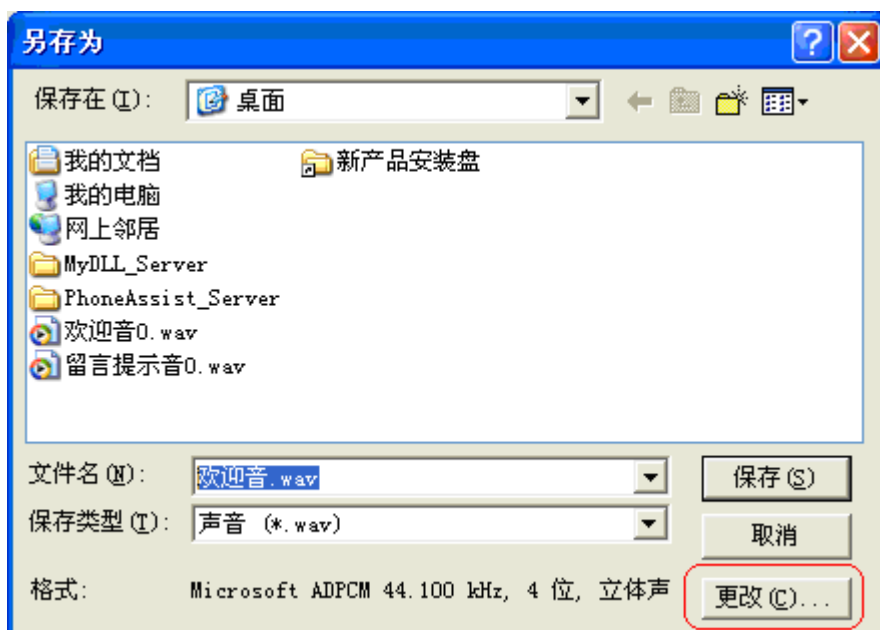 另存为
保存在(I):
桌面
我的文档
新产品安装盘
我的电脑
网上邻居
MyDLL_Server
PhoneAssist_Server
欢迎音0.wav
留言提示音0.wav
文件名(N):
欢迎音.wav
保存(S)
保存类型(T):
声音 (*.wav)
取消
格式:
Microsoft ADPCM 44.100 kHz, 4 位, 立体声
更改(C)...